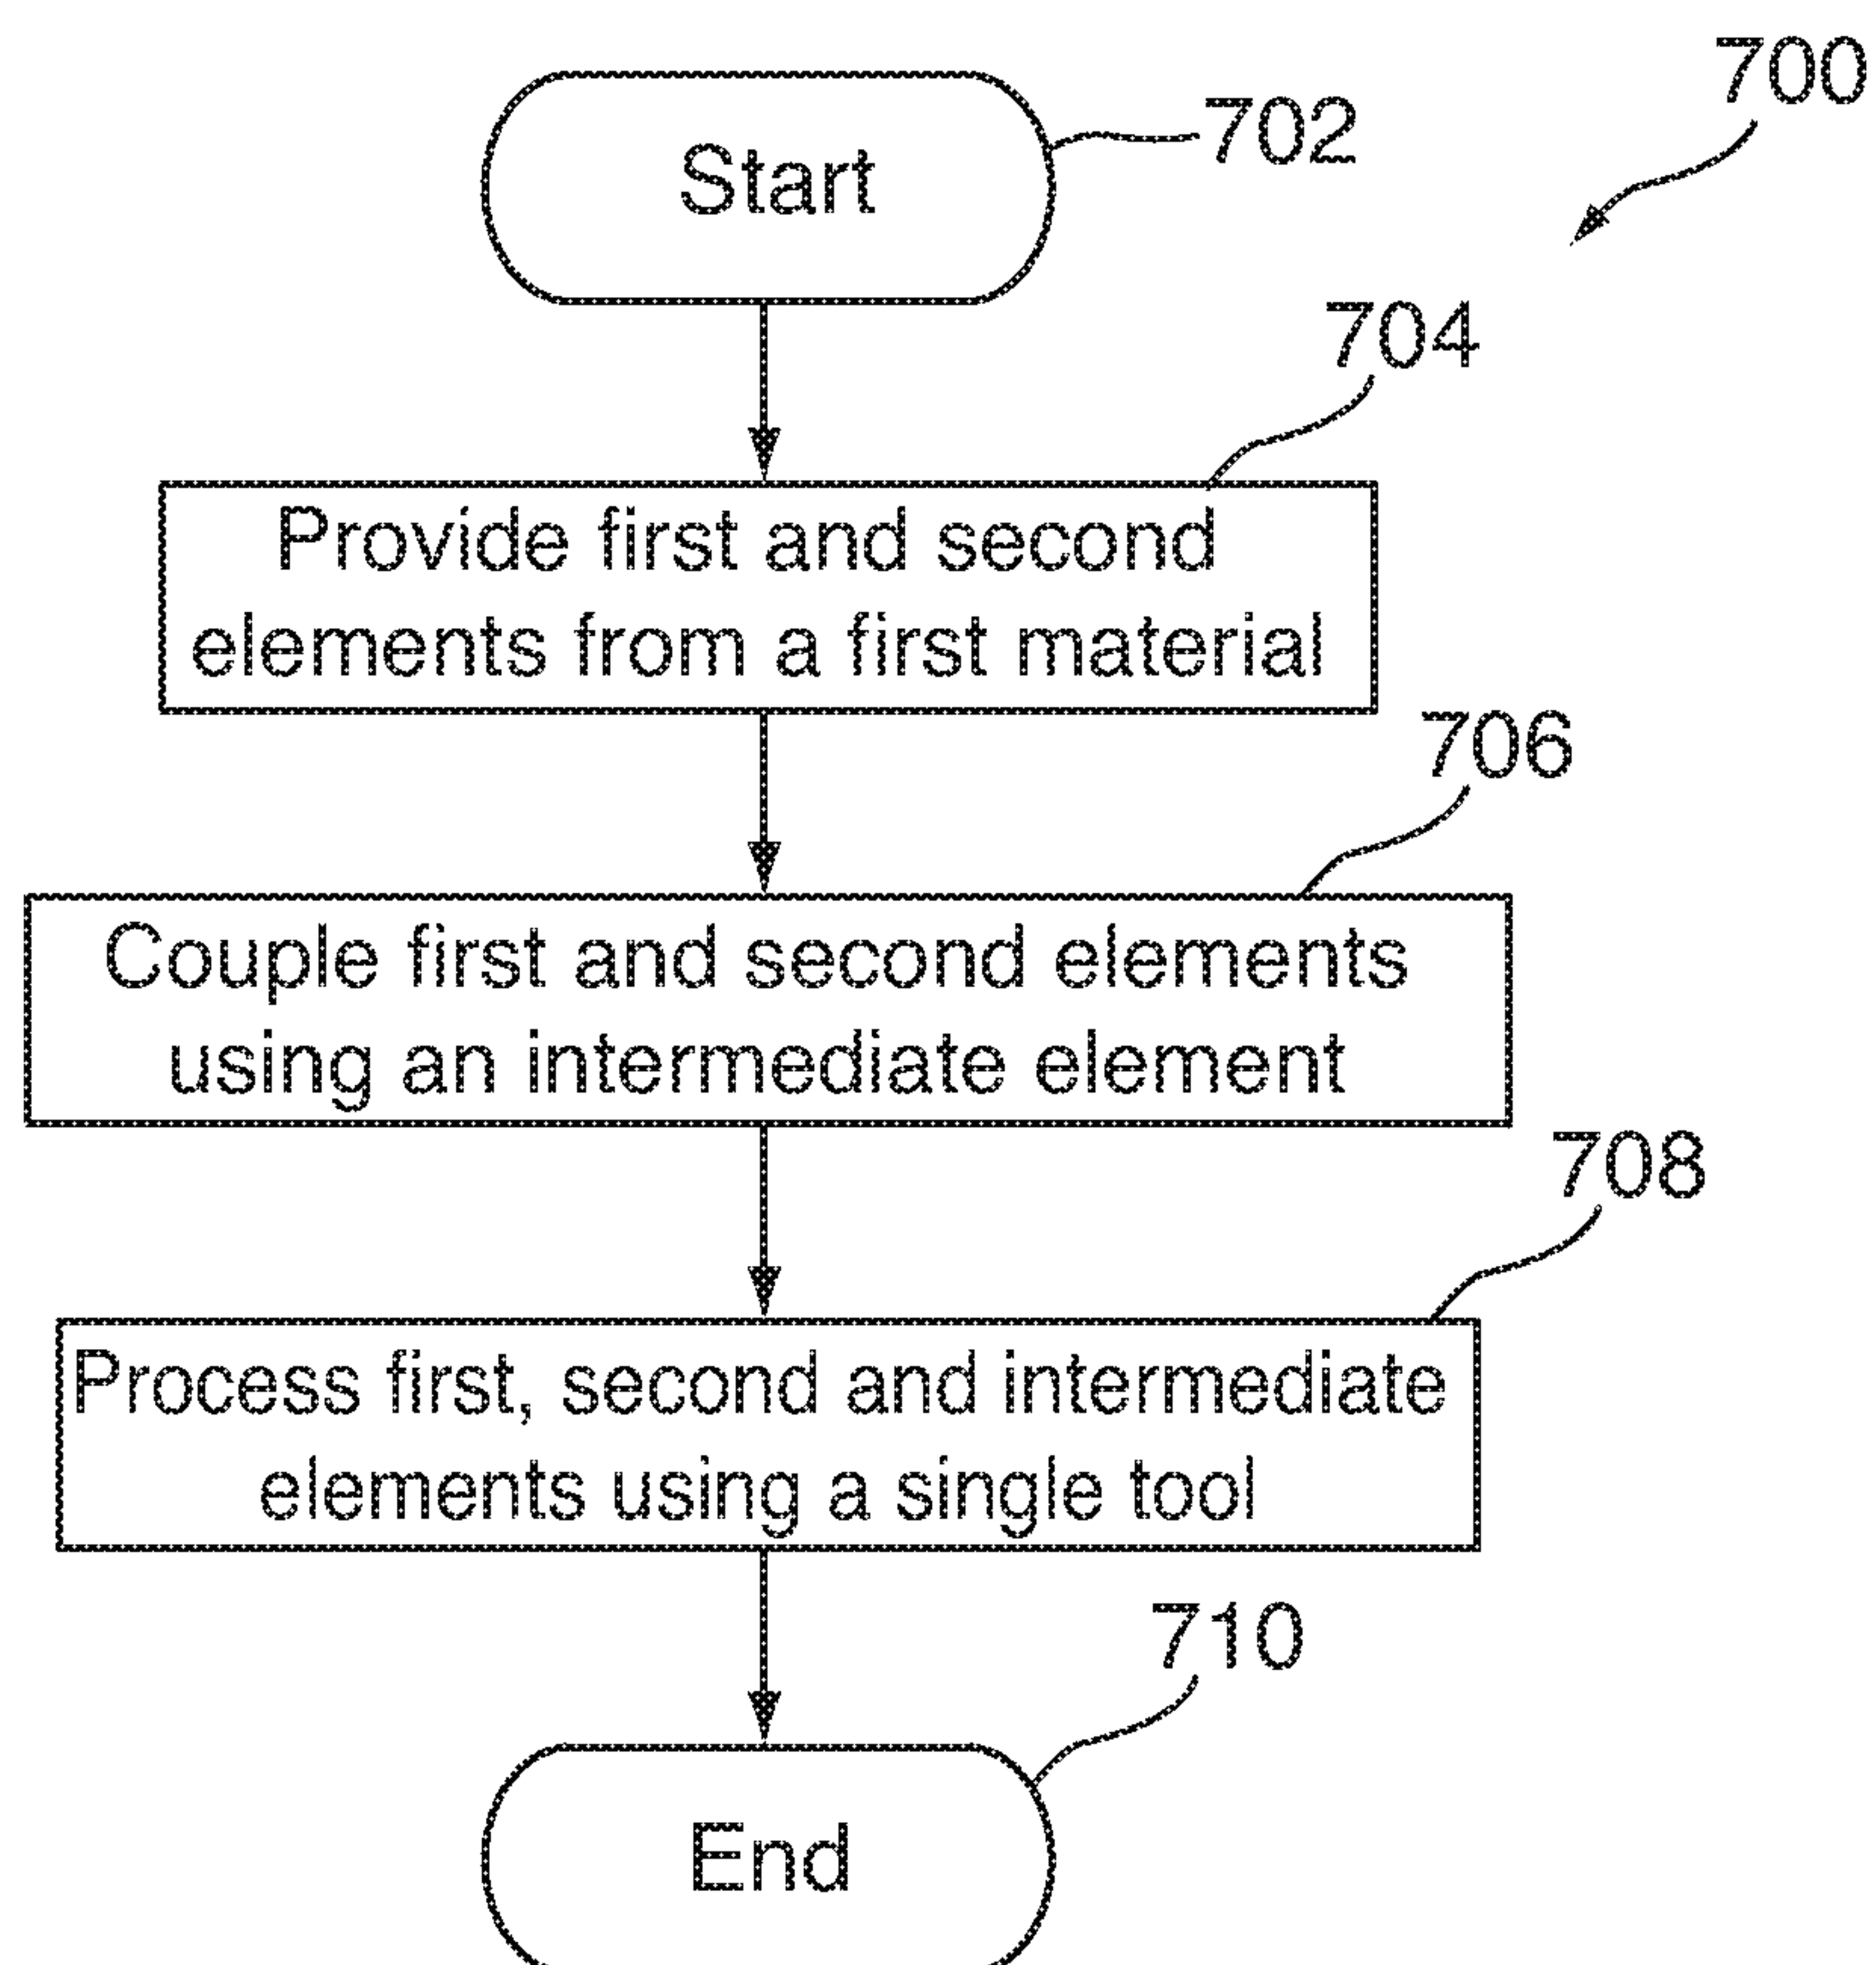 700
Start
702
704
Provide first and second
elements from a first material
706
Couple first and second elements
using an intermediate element
708
Process first, second and intermediate
elements using a single tool
710
End